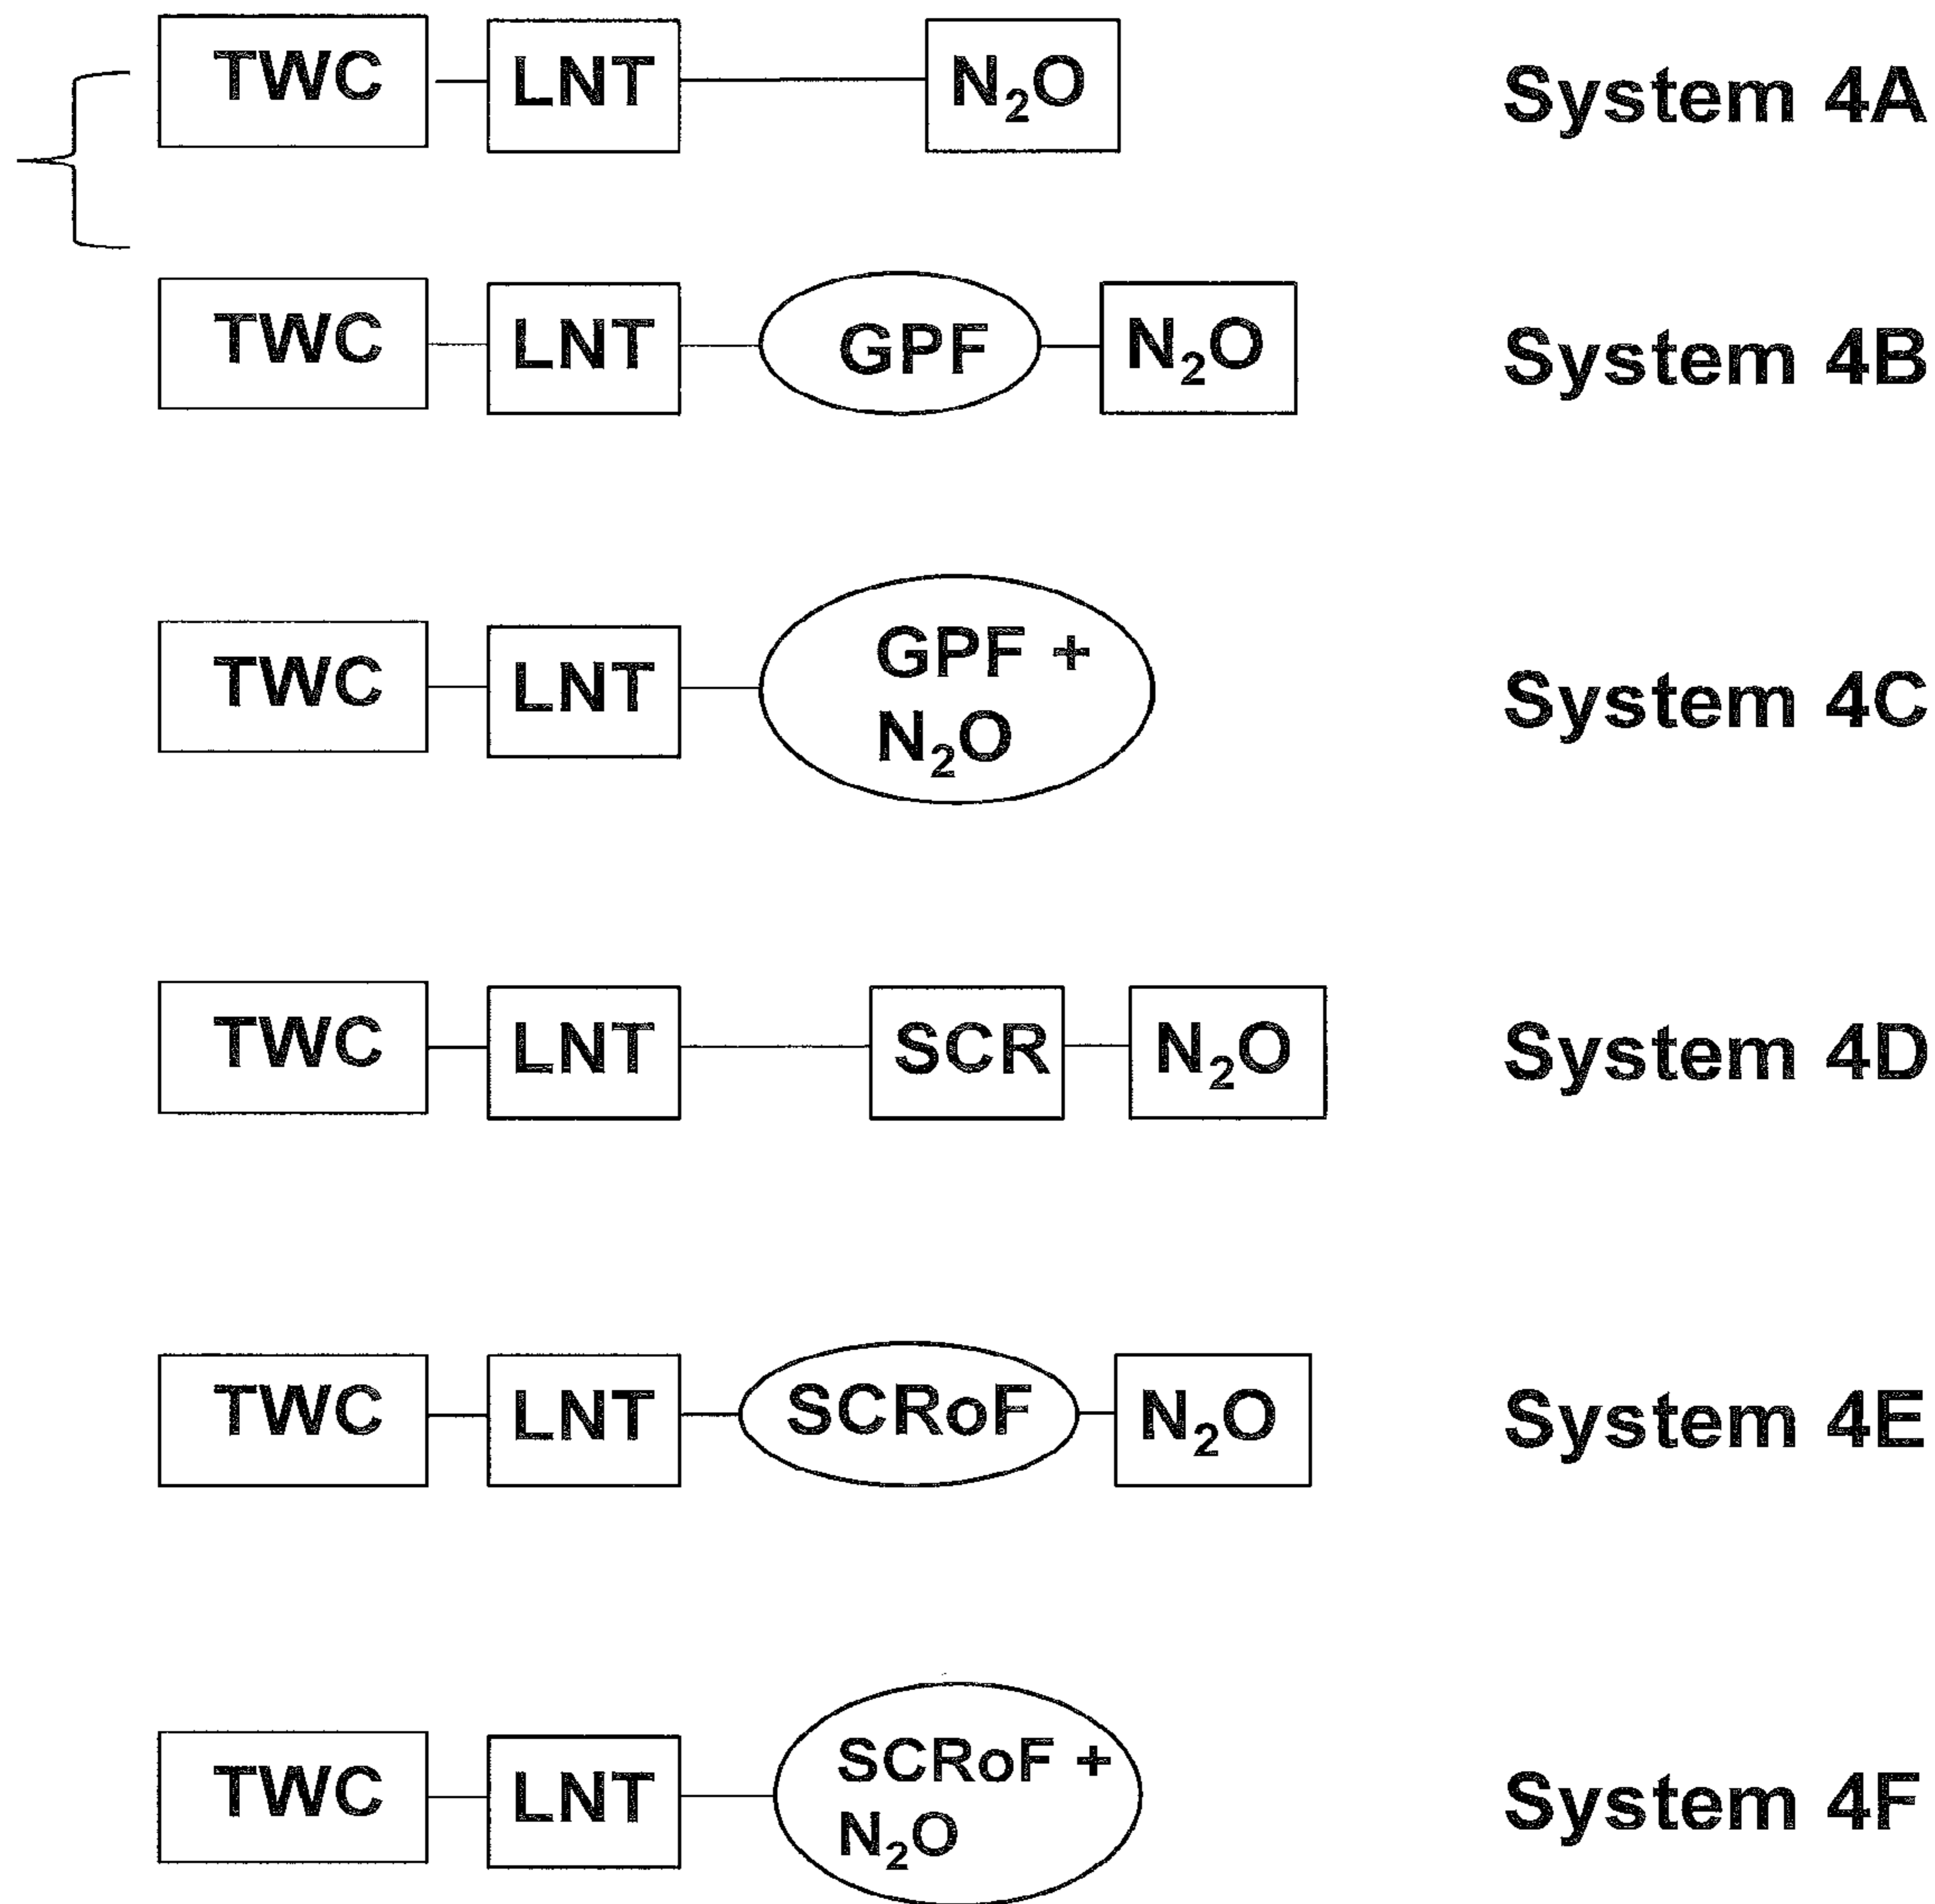 TWC LNT N₂O System 4A
TWC LNT GPF N₂O System 4B
TWC LNT GPF + N₂O System 4C
TWC LNT SCR N₂O System 4D
TWC LNT SCRoF N₂O System 4E
TWC LNT SCRoF + N₂O System 4F